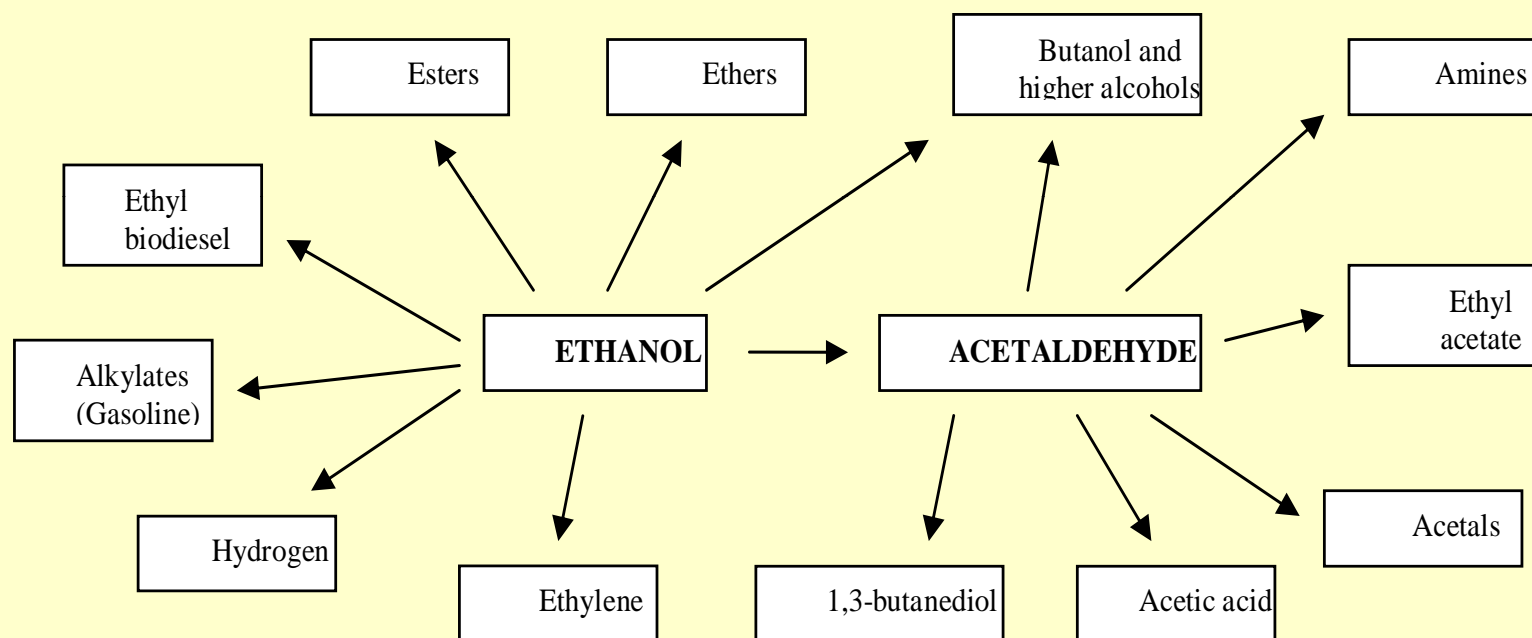 Esters
Ethers
Butanol and
higher alcohols
Amines
Ethyl
biodiesel
ETHANOL
ACETALDEHYDE
Ethyl
acetate
Alkylates
(Gasoline)
Hydrogen
Ethylene
1,3-butanediol
Acetic acid
Acetals